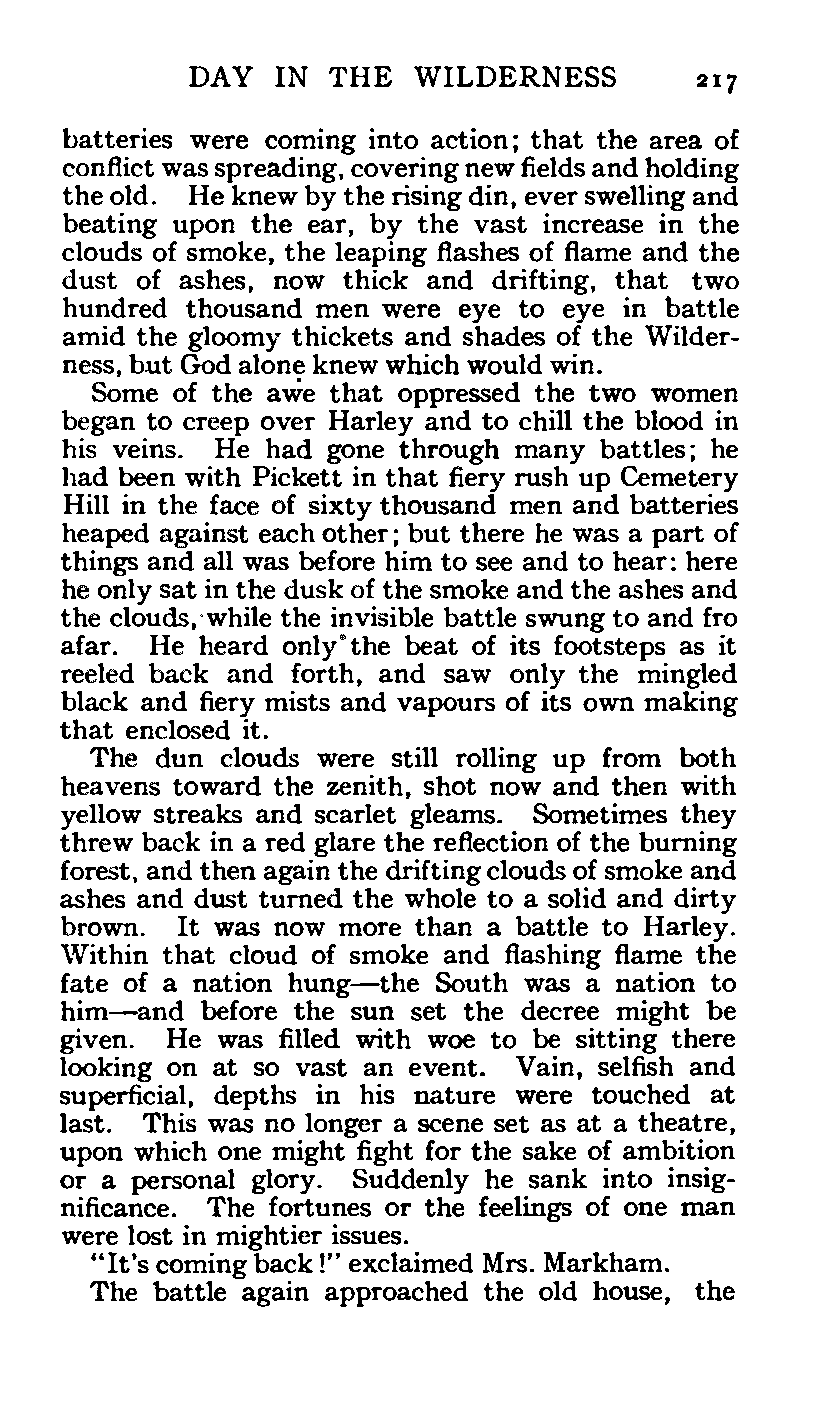 DAY IN THE WILDERNESS 217
batteries were coming into action; that the area of
conflict was spreading, covering new fields and holding
the old. He knew by the rising din, ever swelling and
beating upon the ear, by the vast increase in the
clouds of smoke, the leaping flashes of flame and the
dust of ashes, now thick and drifting, that two
hundred thousand men were eye to eye in battle
amid the gloomy thickets and shades of the Wilder-
ness, but God alone knew which would win.
Some of the awe that oppressed the two women
began to creep over Harley and to chill the blood in
his veins. He had gone through many battles; he
had been with Pickett in that fiery rush up Cemetery
Hill in the face of sixty thousand men and batteries
heaped against each other; but there he was a part of
things and all was before him to see and to hear: here
he only sat in the dusk of the smoke and the ashes and
the clouds, while the invisible battle swung to and fro
afar. He heard only the beat of its footsteps as it
reeled back and forth, and saw only the mingled
black and fiery mists and vapours of its own making
that enclosed it.
The dun clouds were still rolling up from both
heavens toward the zenith, shot now and then with
yellow streaks and scarlet gleams. Sometimes they
threw back in a red glare the reflection of the burning
forest, and then again the drifting clouds of smoke and
ashes and dust turned the whole to a solid and dirty
brown. It was now more than a battle to Harley.
Within that cloud of smoke and flashing flame the
fate of a nation hung—the South was a nation to
him—and before the sun set the decree might be
given. He was filled with woe to be sitting there
looking on at so vast an event. Vain, selfish and
superficial, depths in his nature were touched at
last. This was no longer a scene set as at a theatre,
upon which one might fight for the sake of ambition
or a personal glory. Suddenly he sank into insig-
nificance. The fortunes or the feelings of one man
were lost in mightier issues.
"It's coming back!" exclaimed Mrs. Markham.
The battle again approached the old house, the